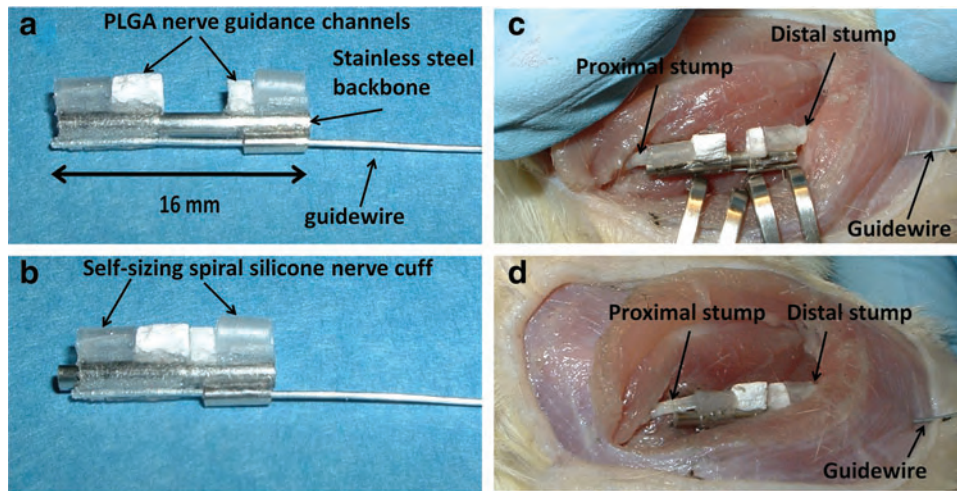 a
PLGA nerve guidance channels
Stainless steel
backbone
16 mm
guidewire
b
Self-sizing spiral silicone nerve cuff
c
Distal stump
Proximal stump
Guidewire
d
Proximal stump
Distal stump
Guidewire